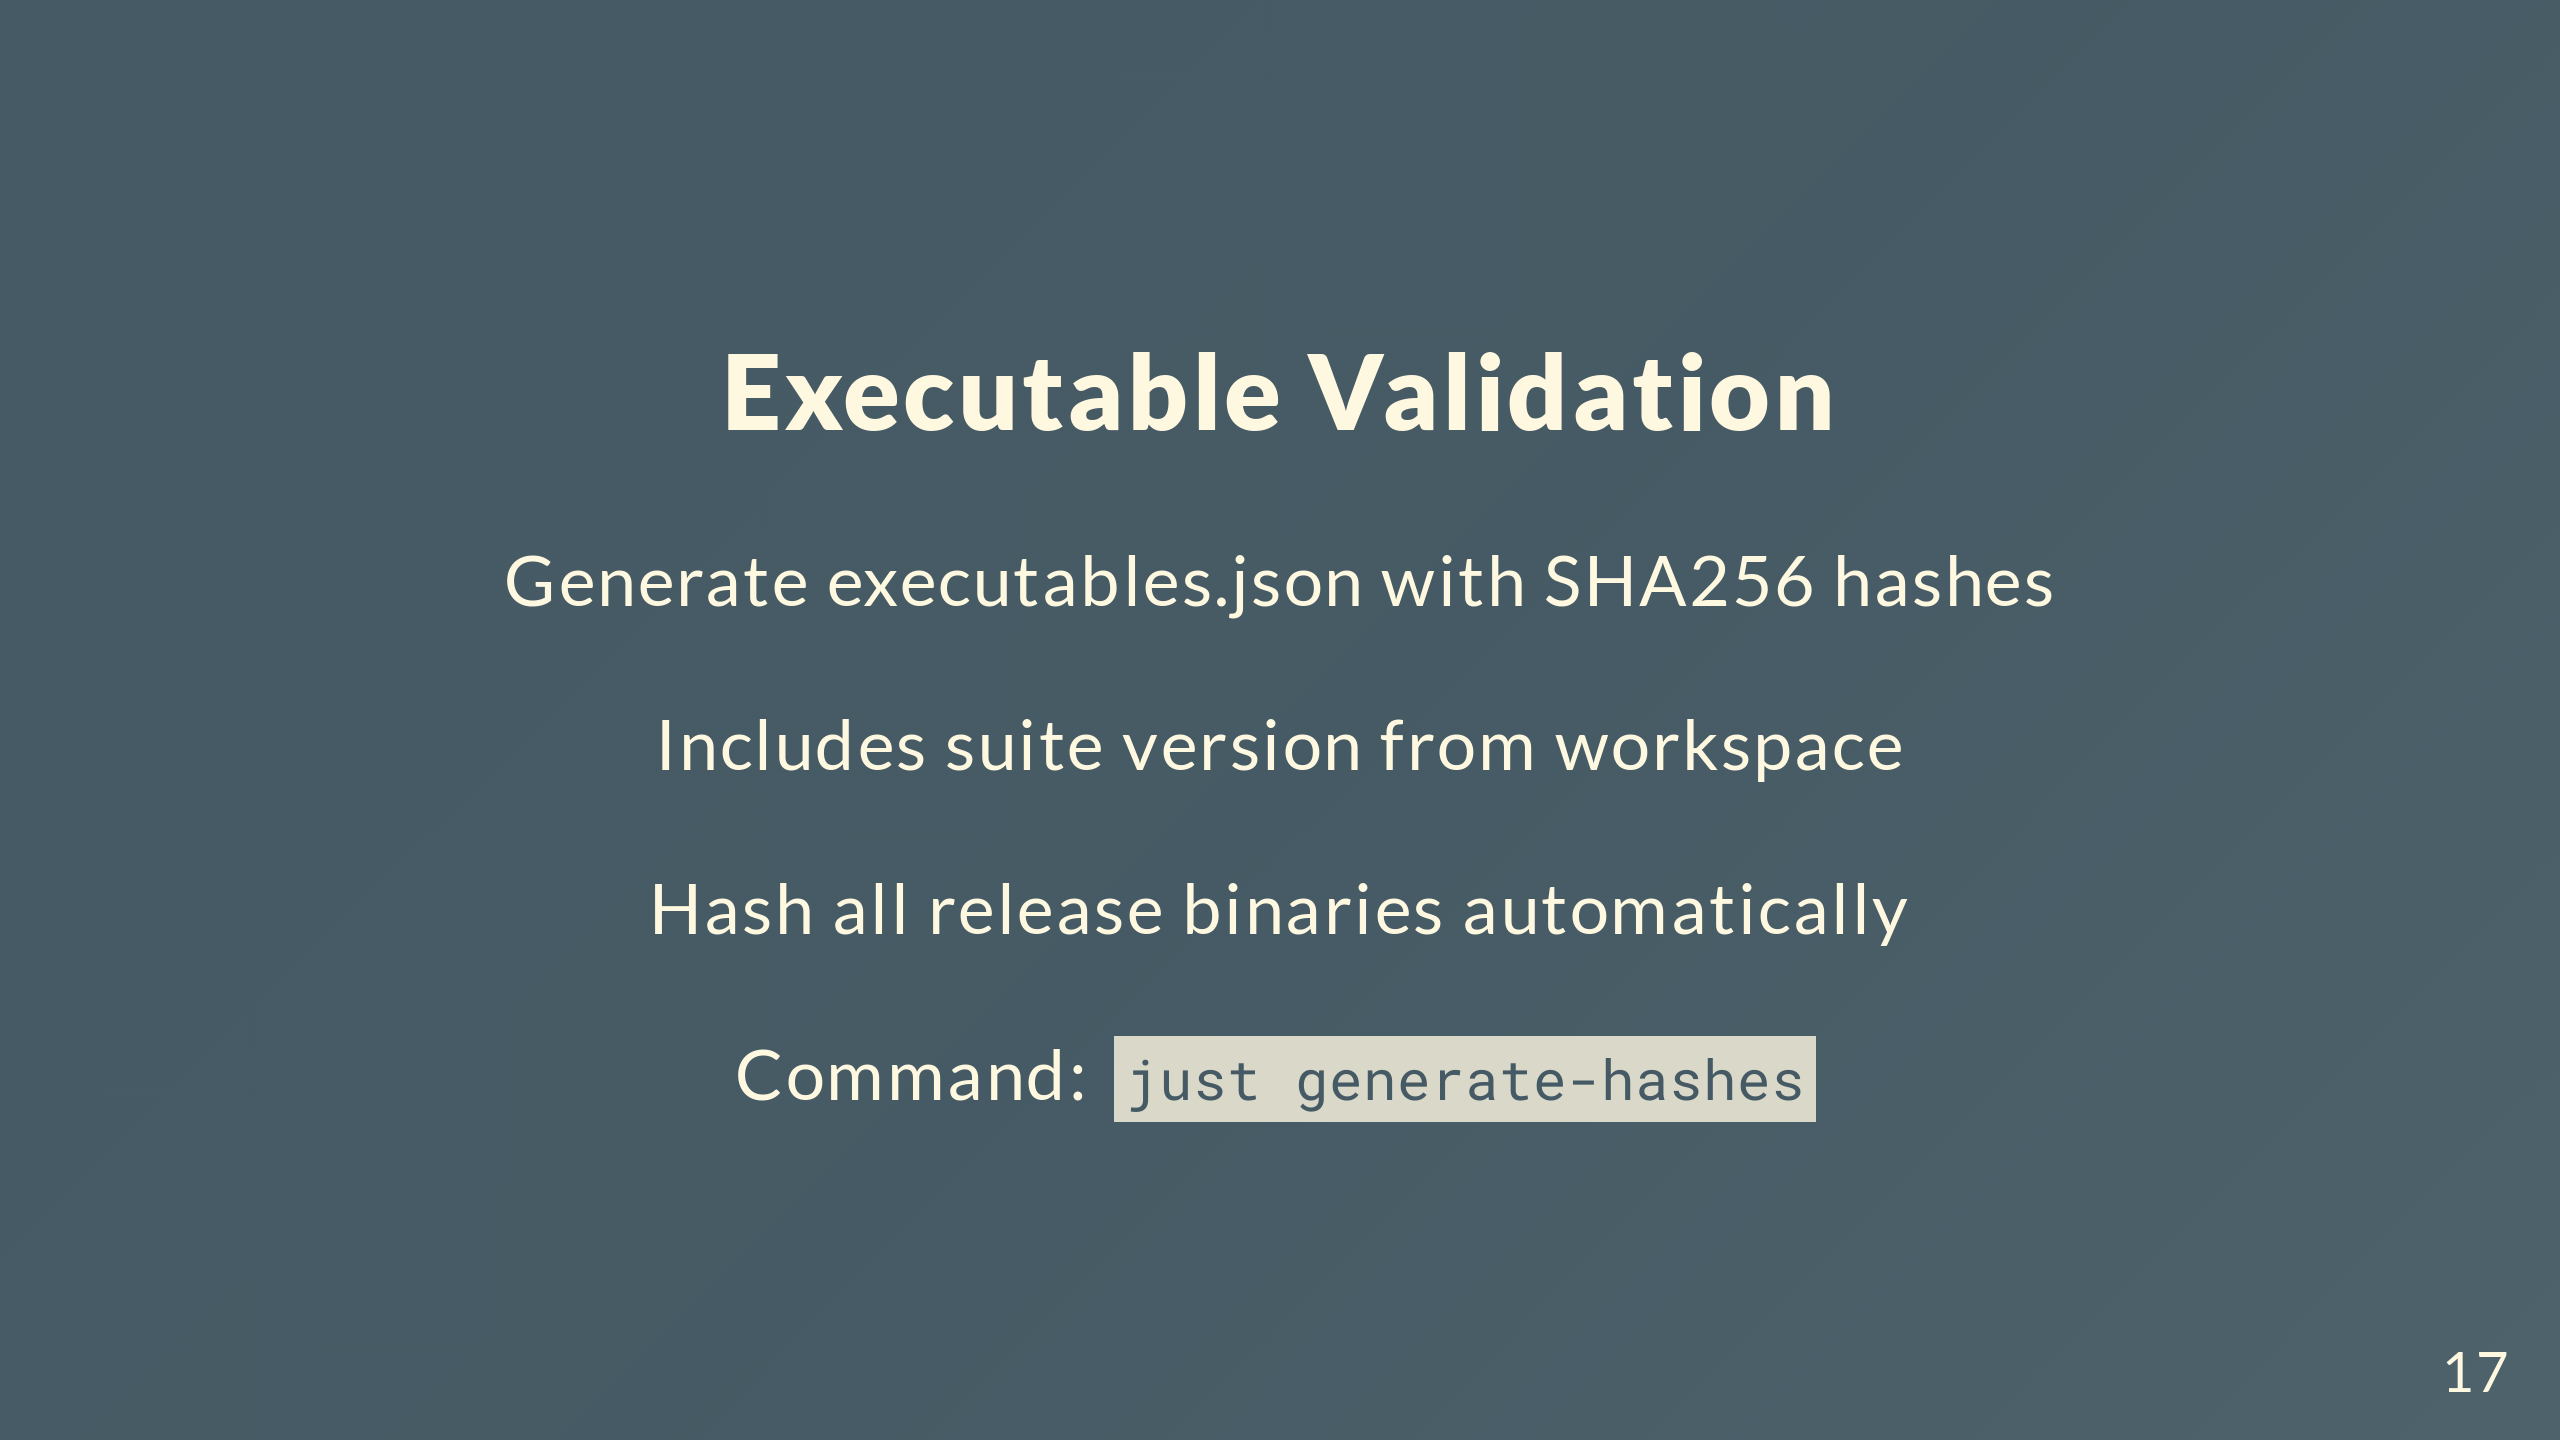 Executable Validation
Generate executables.json with SHA256 hashes
Includes suite version from workspace
Hash all release binaries automatically
Command: just generate-hashes
17